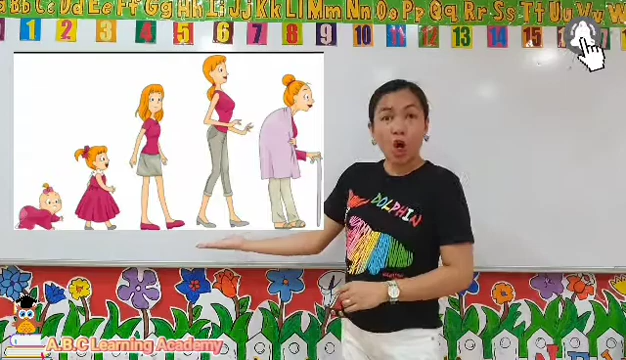 Bb Cc Dd Ee Ff Gg Hh Ii Jj Kk Ll Mm Nn Oo Pp Qq Rr Ss Tt Uu Vv Ww
1 2 3 4 5 6 7 8 9 10 11 12 13 14 15
DOLPHIN
A.B.C Learning Academy